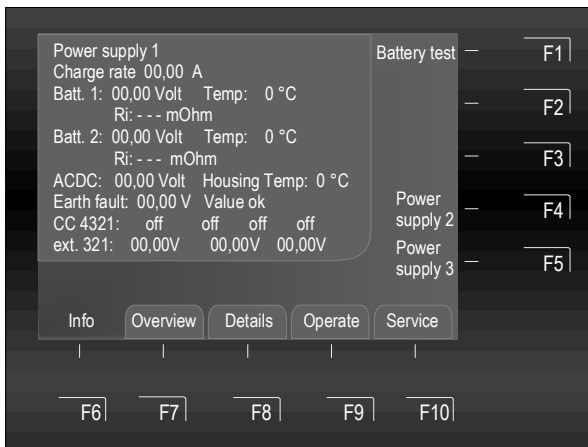 Power supply 1
Charge rate 00,00 A
Batt. 1: 00,00 Volt Temp: 0 °C
Ri: - - - mOhm
Batt. 2: 00,00 Volt Temp: 0 °C
Ri: - - - mOhm
ACDC: 00,00 Volt Housing Temp: 0 °C
Earth fault: 00,00 V Value ok
CC 4321: off off off off
ext. 321: 00,00V 00,00V 00,00V
Battery test
F1
F2
F3
Power
supply 2
F4
Power
supply 3
F5
Info Overview Details Operate Service
F6 F7 F8 F9 F10